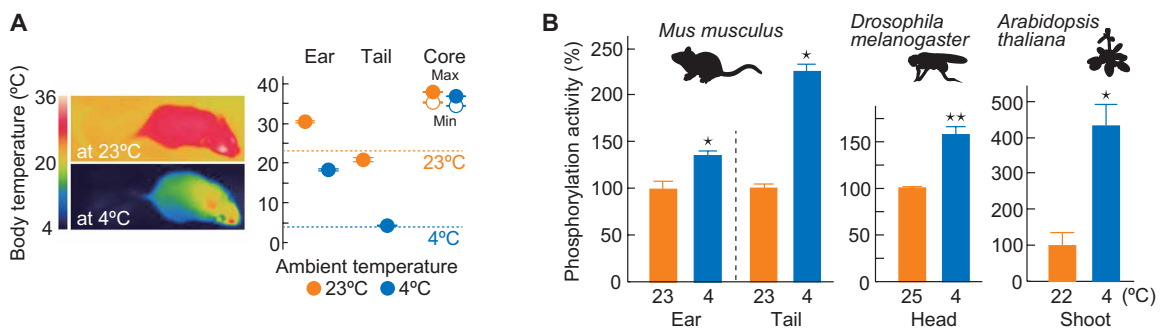 A
Body temperature (ºC)
36
20
4
at 23ºC
at 4ºC
Ear Tail Core
Max
Min
40
30
20
10
0
23ºC
4ºC
Ambient temperature
23ºC 4ºC
B
Phosphorylation activity (%)
Mus musculus
250
200
150
100
50
★ ★
23 4 23 4
Ear Tail
Drosophila
melanogaster
150
100
50
★★
25 4
Head
Arabidopsis
thaliana
500
400
300
200
100
0
★
22 4 (ºC)
Shoot